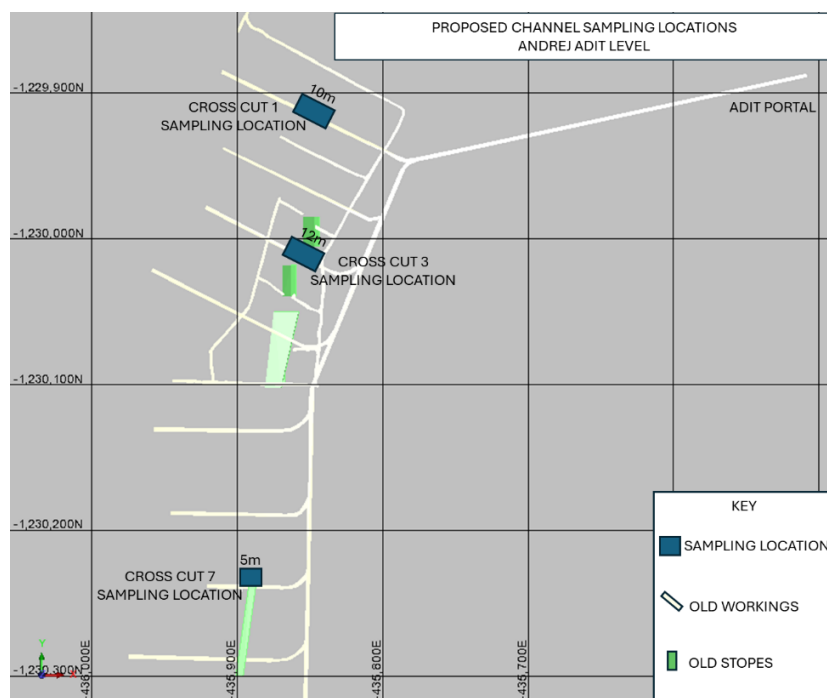 PROPOSED CHANNEL SAMPLING LOCATIONS
ANDREJ ADIT LEVEL
-1,229,900N
10m
CROSS CUT 1
SAMPLING LOCATION
ADIT PORTAL
-1,230,000N
12m
CROSS CUT 3
SAMPLING LOCATION
-1,230,100N
-1,230,200N
5m
CROSS CUT 7
SAMPLING LOCATION
KEY
SAMPLING LOCATION
OLD WORKINGS
OLD STOPES
Y
X
-1,230,300N
-436,000E
-435,900E
-435,800E
-435,700E